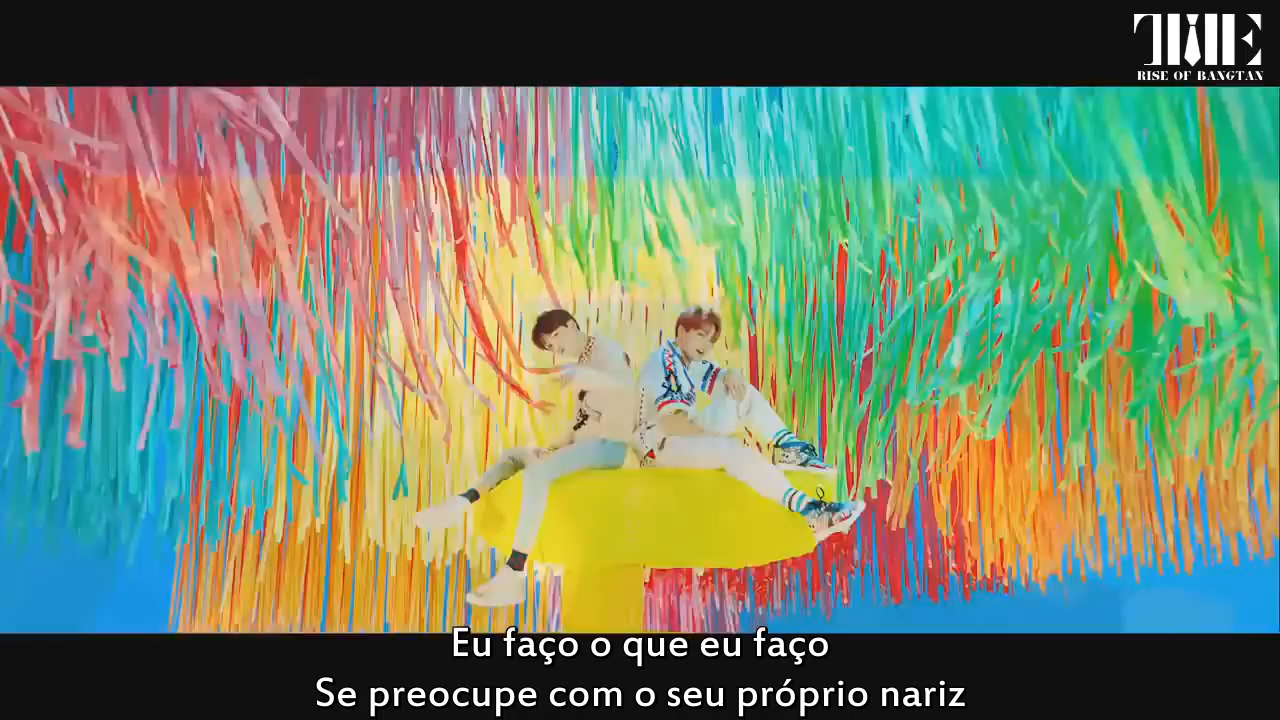 TIME
RISE OF BANGTAN
Eu faço o que eu faço
Se preocupe com o seu próprio nariz